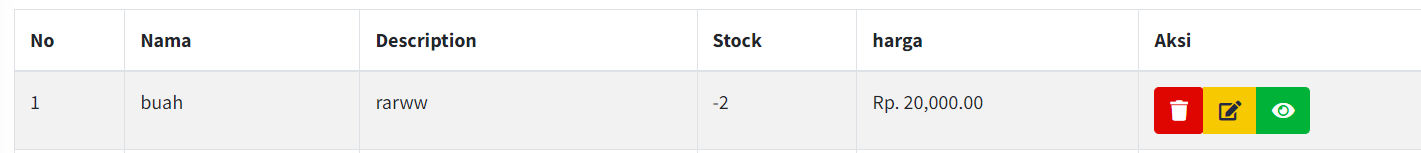 No Nama Description Stock harga Aksi
1 buah rarww -2 Rp. 20,000.00